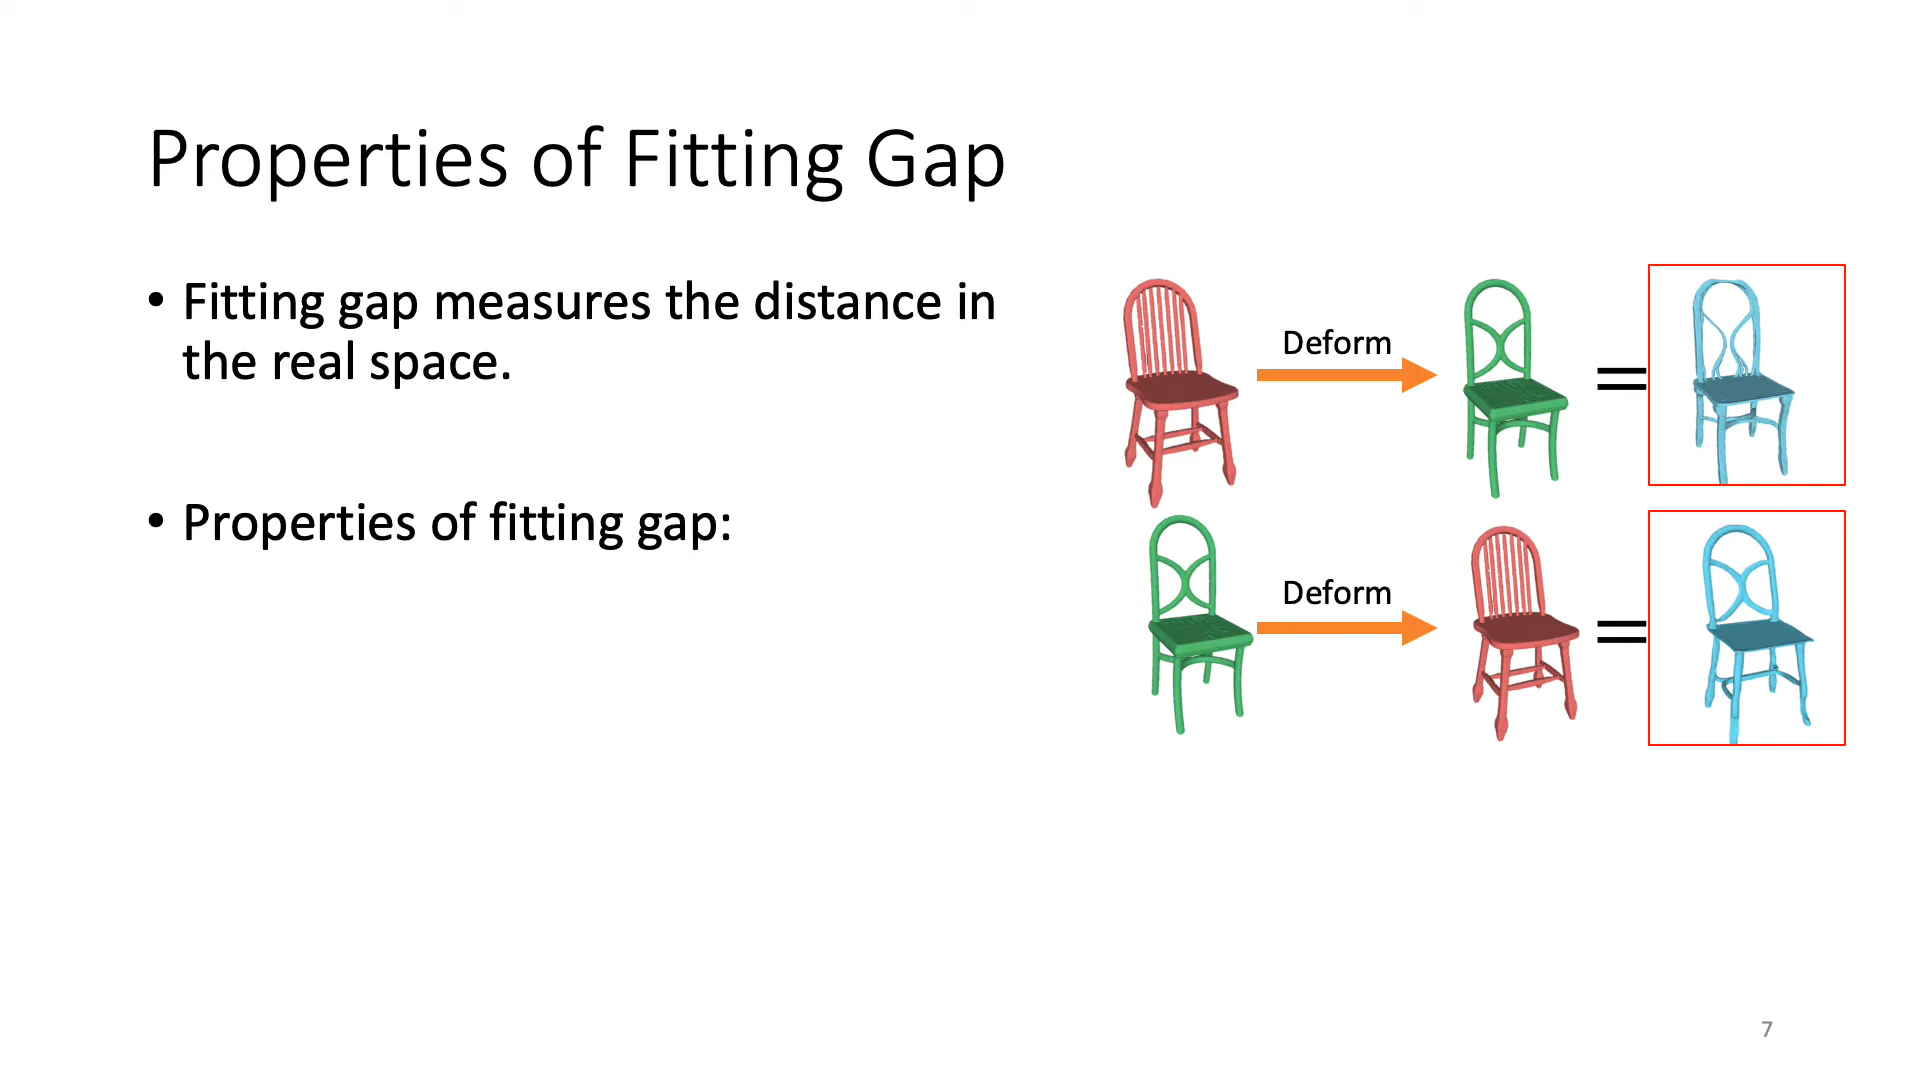 Properties of Fitting Gap
• Fitting gap measures the distance in
the real space.
• Properties of fitting gap:
Deform
=
Deform
=
7